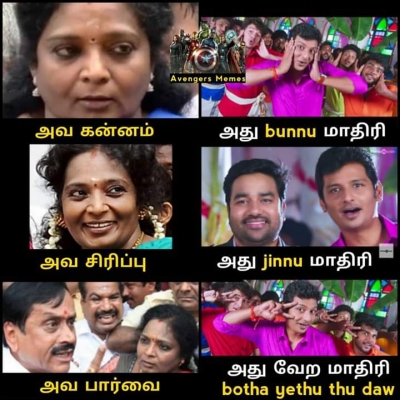 Avengers Memes
அவ கன்னம்
அது bunnu மாதிரி
அவ சிரிப்பு
அது jinnu மாதிரி
அவ பார்வை
அது வேற மாதிரி
botha yethu thu daw